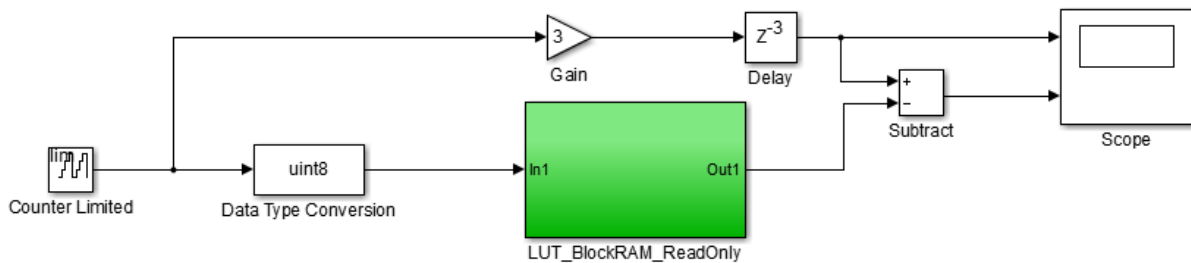 3
Gain
Z-3
Delay
+
−
Subtract
Scope
lim
Counter Limited
uint8
Data Type Conversion
In1
Out1
LUT_BlockRAM_ReadOnly